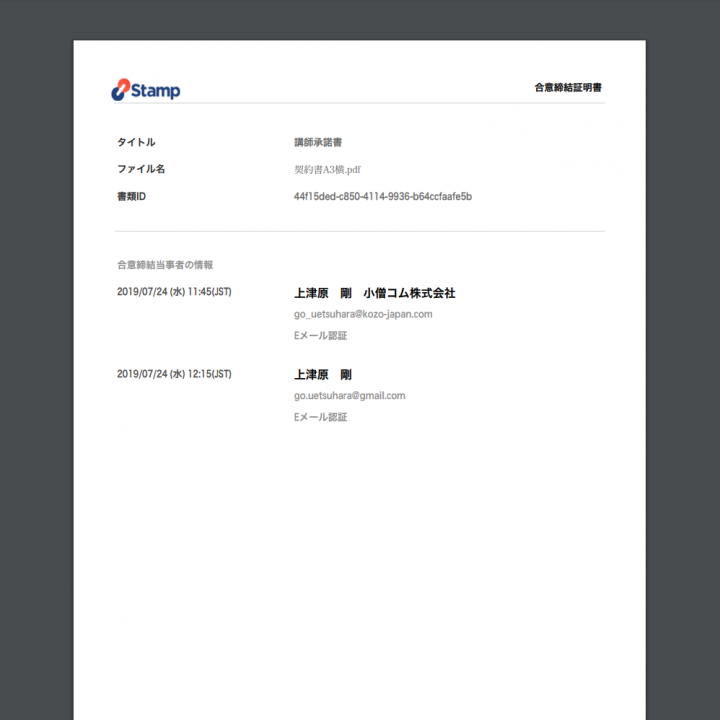 Stamp
合意締結証明書
タイトル 講師承諾書
ファイル名 契約書A3横.pdf
書類ID 44f15ded-c850-4114-9936-b64ccfaafe5b
合意締結当事者の情報
2019/07/24 (水) 11:45(JST) 上津原 剛 小僧コム株式会社
go_uetsuhara@kozo-japan.com
Eメール認証
2019/07/24 (水) 12:15(JST) 上津原 剛
go.uetsuhara@gmail.com
Eメール認証